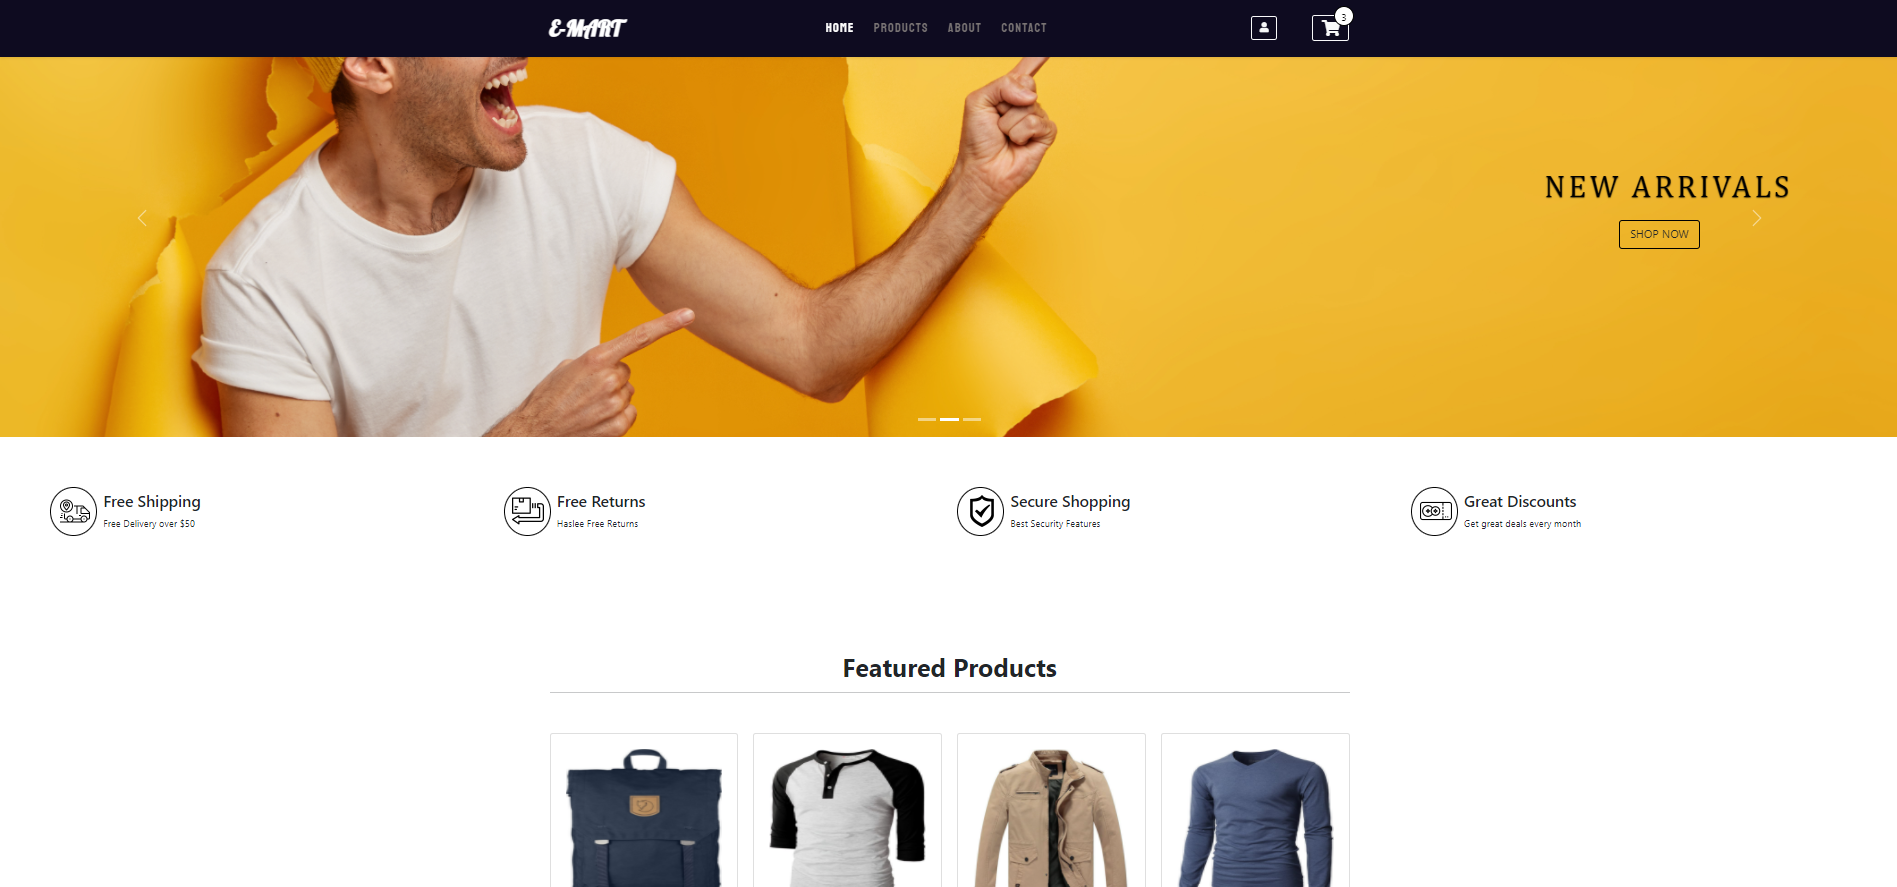 E-MART
HOME PRODUCTS ABOUT CONTACT
3
NEW ARRIVALS
SHOP NOW
Free Shipping
Free Delivery over $50
Free Returns
Haslee Free Returns
Secure Shopping
Best Security Features
Great Discounts
Get great deals every month
Featured Products